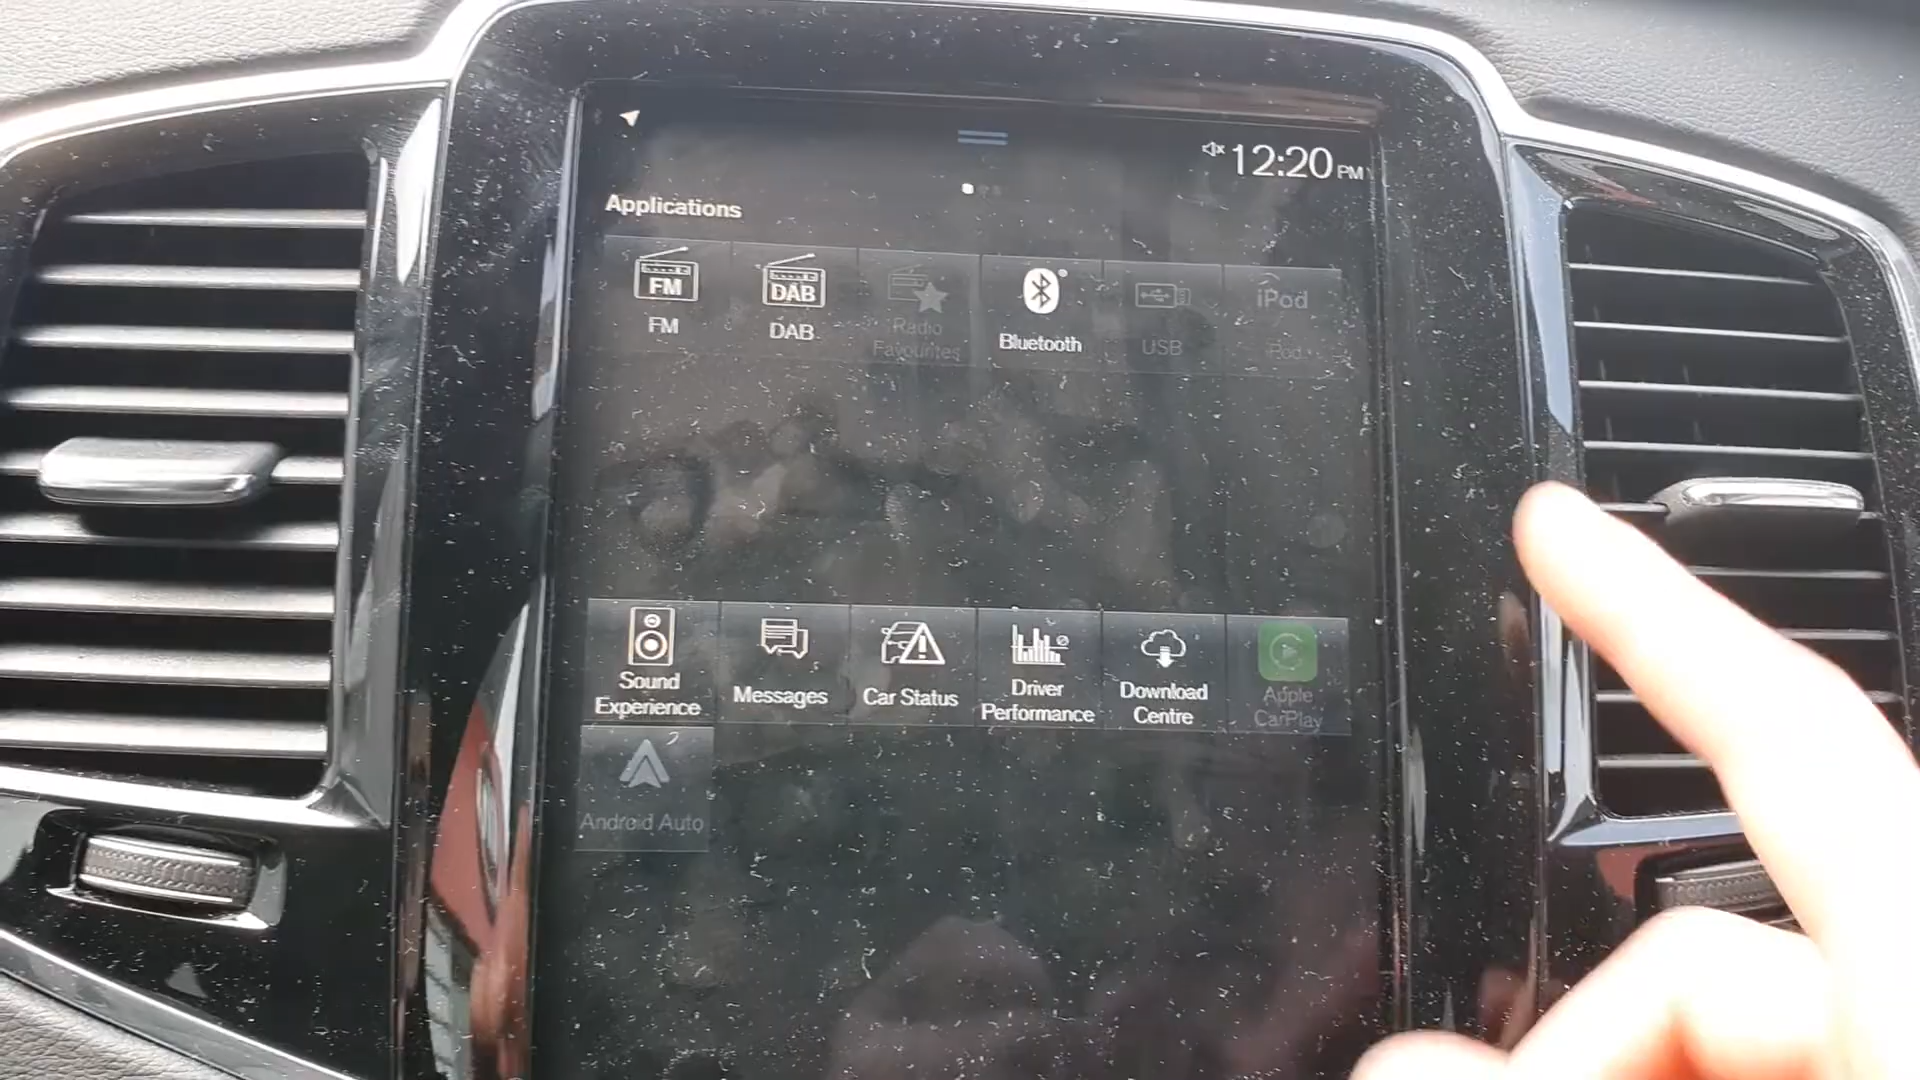 12:20 PM
Applications
FM
DAB
iPod
FM
DAB
Radio
Favourites
Bluetooth
USB
iPod
Sound
Experience
Messages
Car Status
Driver
Performance
Download
Centre
Apple
CarPlay
Android Auto